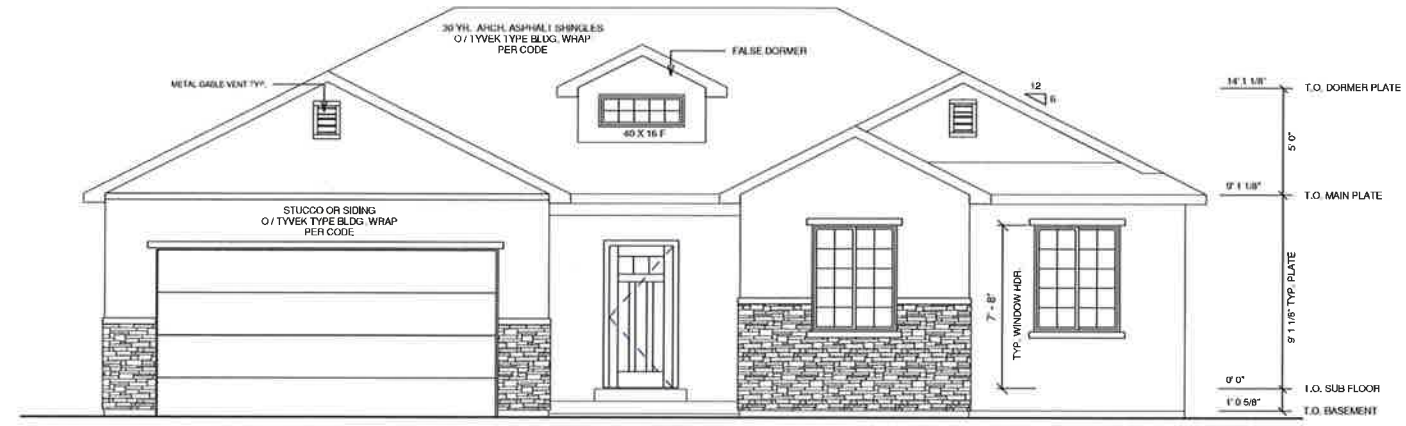 30 YR. ARCH. ASPHALT SHINGLES
O / TYVEK TYPE BLDG. WRAP
PER CODE
FALSE DORMER
METAL GABLE VENT TYP.
40 X 16 F
12
6
14' 1 1/8"
T.O. DORMER PLATE
5' 0"
9' 1 1/8"
T.O. MAIN PLATE
STUCCO OR SIDING
O / TYVEK TYPE BLDG. WRAP
PER CODE
7' - 8"
TYP. WINDOW HDR.
9' 1 1/8" TYP. PLATE
0' 0"
T.O. SUB FLOOR
1' 0 5/8"
T.O. BASEMENT